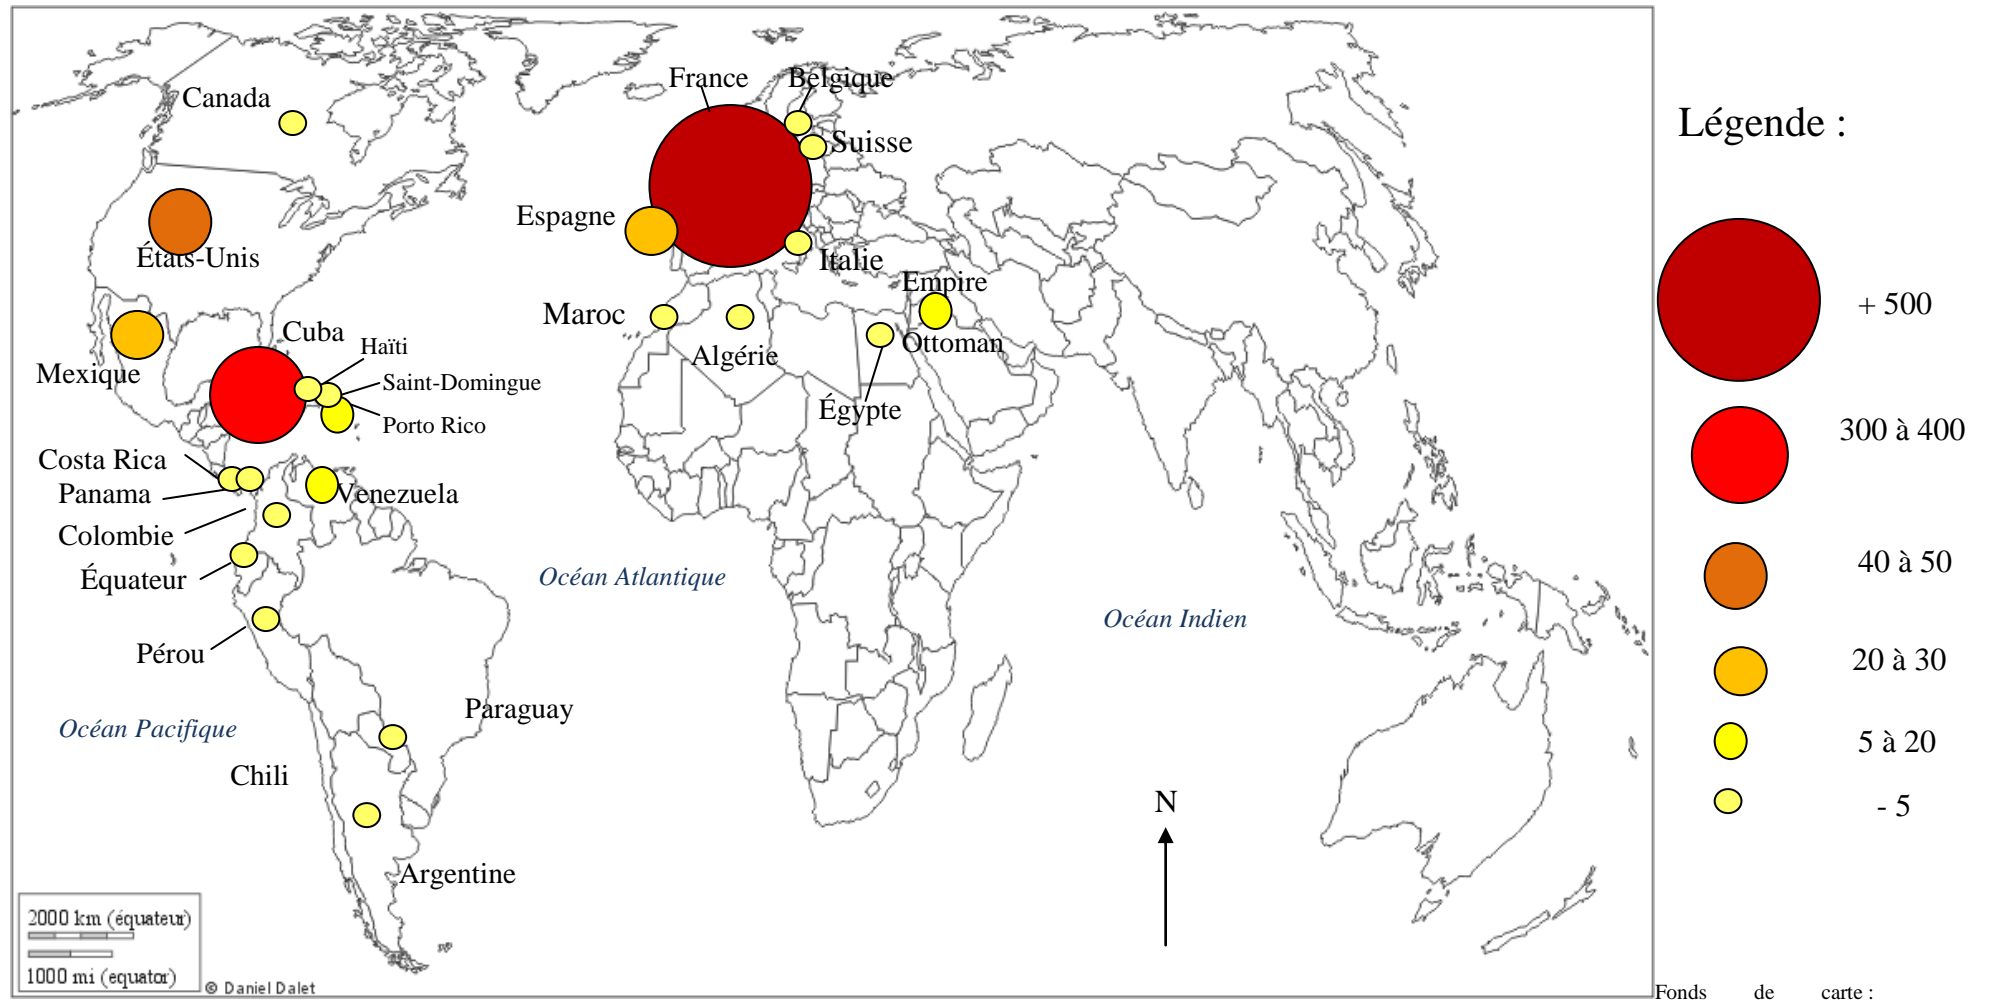 France
Belgique
Canada
Suisse
Espagne
États-Unis
Italie
Empire
Ottoman
Maroc
Algérie
Égypte
Cuba
Haïti
Mexique
Saint-Domingue
Porto Rico
Costa Rica
Panama
Venezuela
Colombie
Équateur
Pérou
Paraguay
Chili
Argentine
Océan Atlantique
Océan Indien
Océan Pacifique
N
2000 km (équateur)
1000 mi (equator)
© Daniel Dalet
Légende :
+ 500
300 à 400
40 à 50
20 à 30
5 à 20
- 5
Fonds de carte :